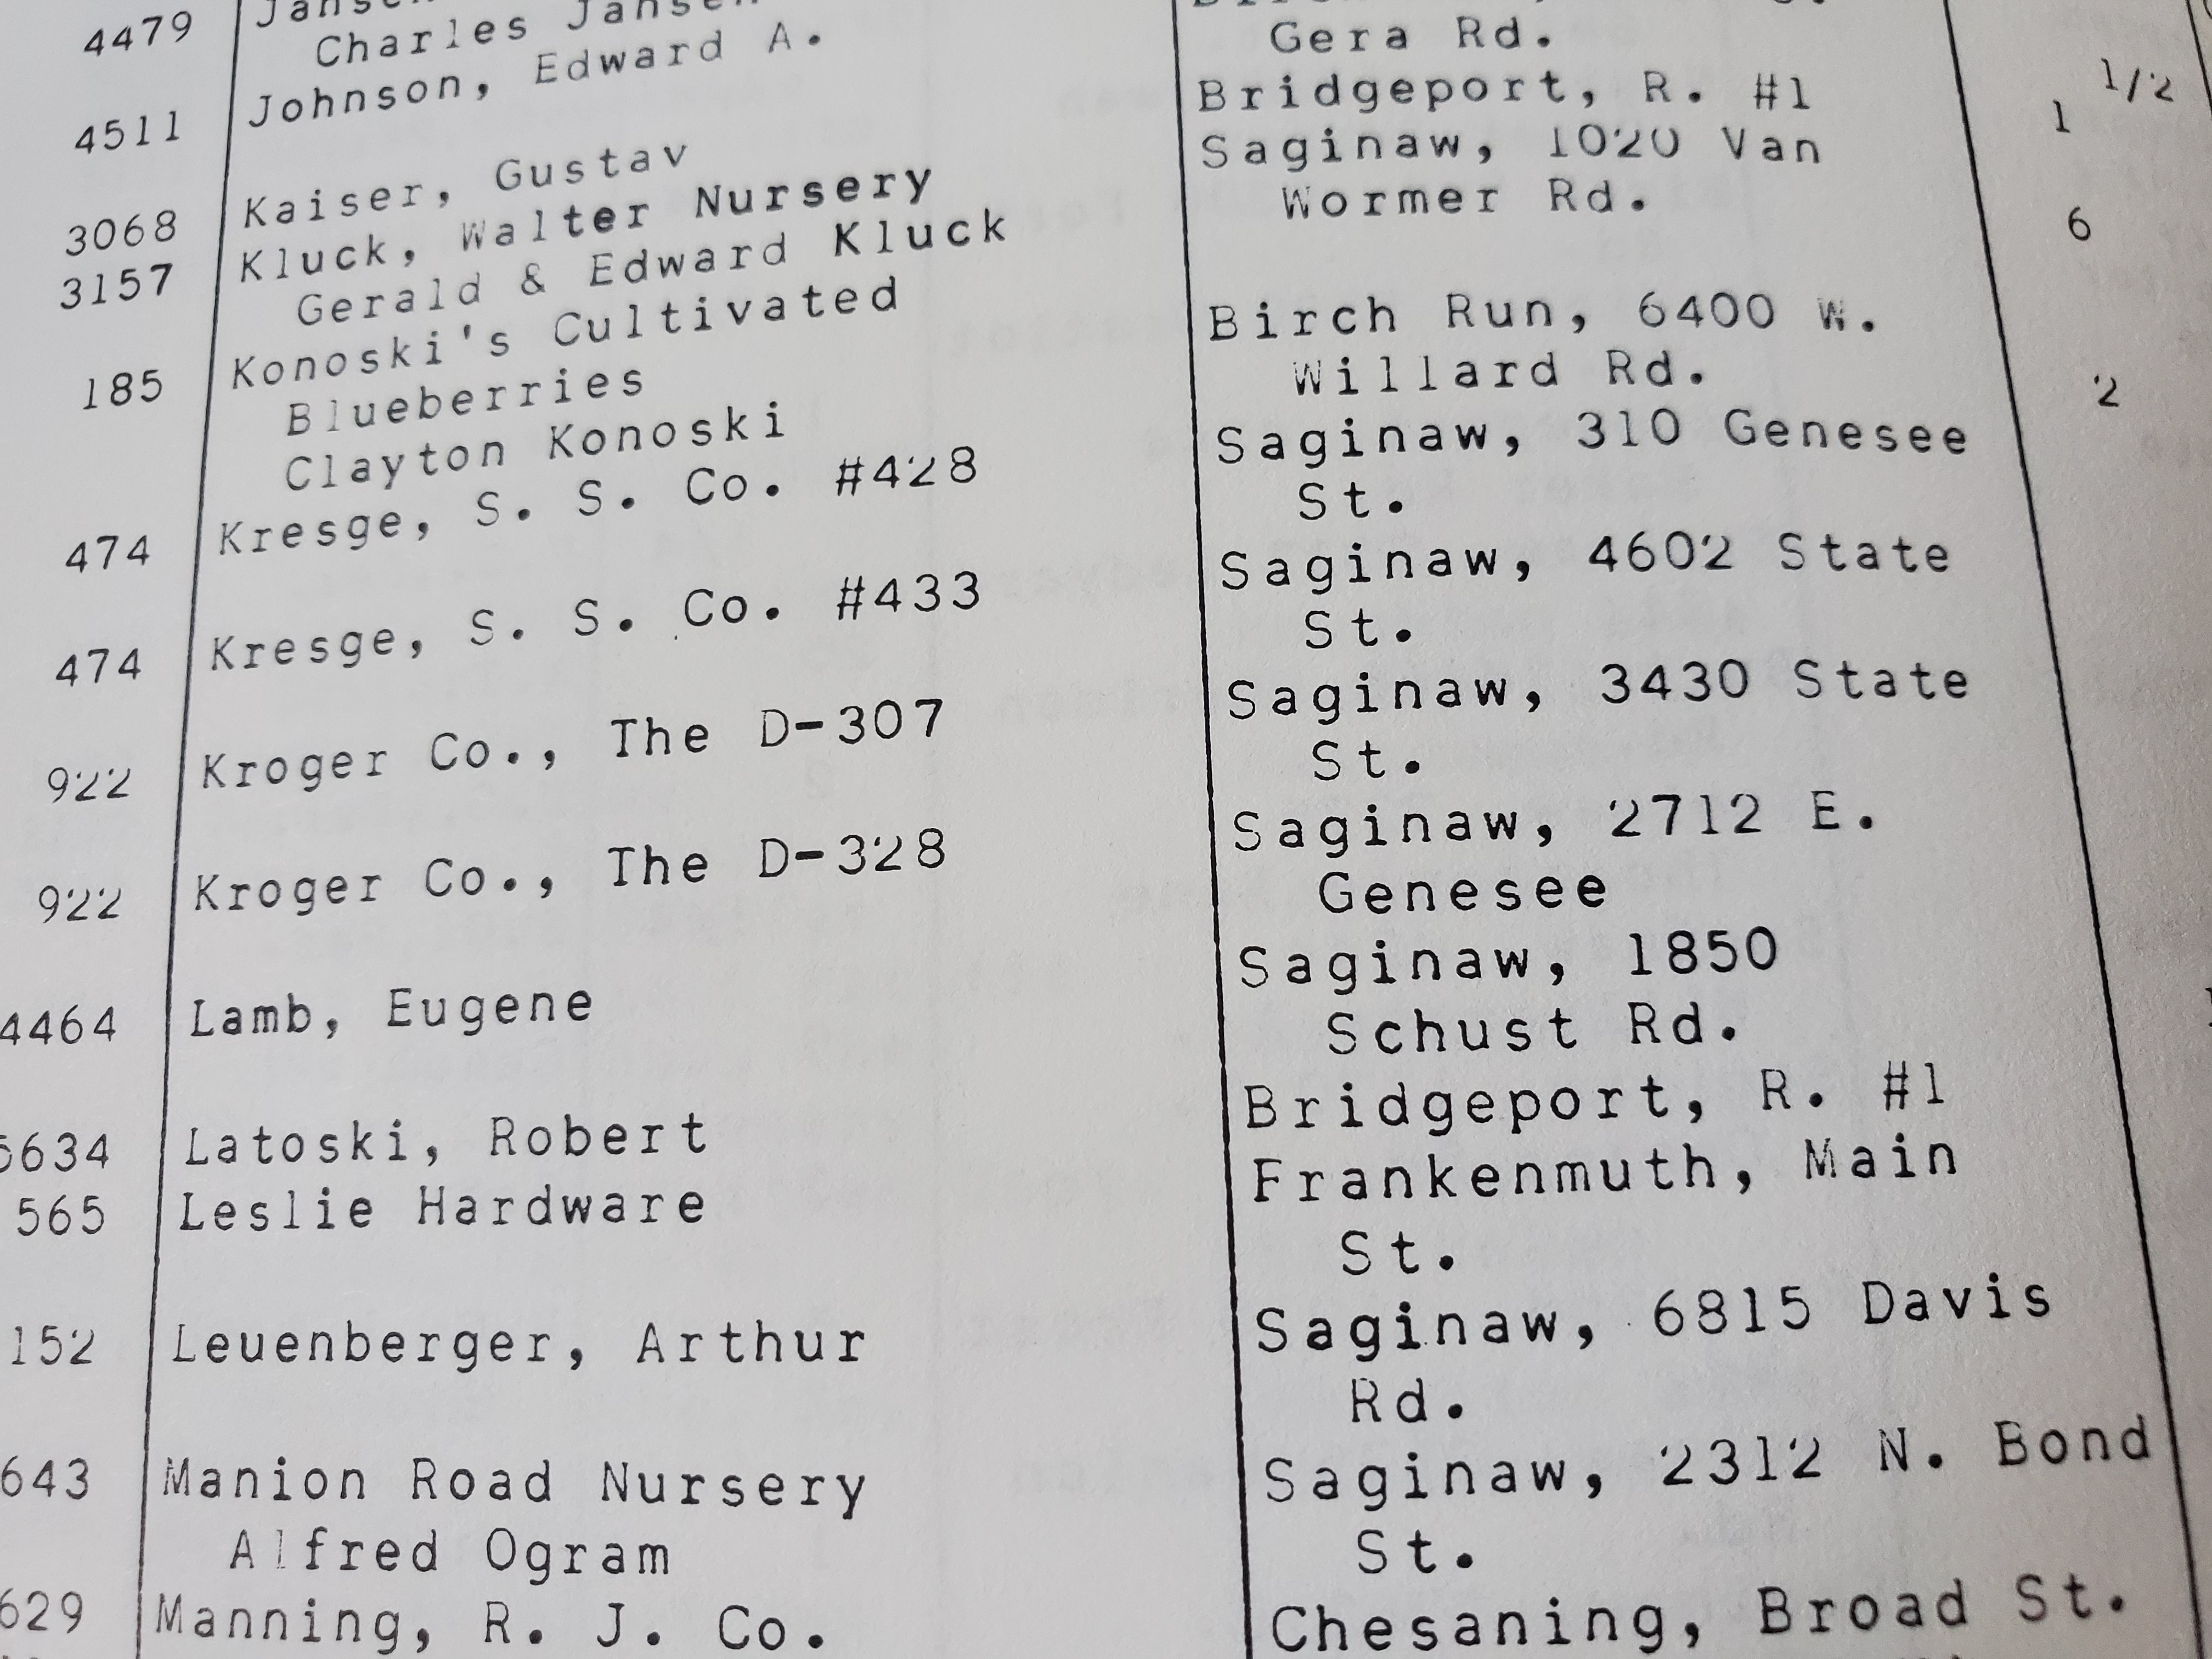 4479
Charles
4511 Johnson, Edward A. 1/2
Gera Rd.
3068 Kaiser, Gustav Bridgeport, R. #1 1
3157 Kluck, Walter Nursery Saginaw, 1020 Van 6
Gerald & Edward Kluck Wormer Rd.
185 Konoski's Cultivated Birch Run, 6400 W. 2
Blueberries Willard Rd.
Clayton Konoski
474 Kresge, S. S. Co. #428 Saginaw, 310 Genesee
St.
474 Kresge, S. S. Co. #433 Saginaw, 4602 State
St.
922 Kroger Co., The D-307 Saginaw, 3430 State
St.
922 Kroger Co., The D-328 Saginaw, 2712 E.
Genesee
4464 Lamb, Eugene Saginaw, 1850
Schust Rd.
Latoski, Robert Bridgeport, R. #1
565 Leslie Hardware Frankenmuth, Main
St.
152 Leuenberger, Arthur Saginaw, 6815 Davis
Rd.
643 Manion Road Nursery Saginaw, 2312 N. Bond
Alfred Ogram St.
Manning, R. J. Co. Chesaning, Broad St.